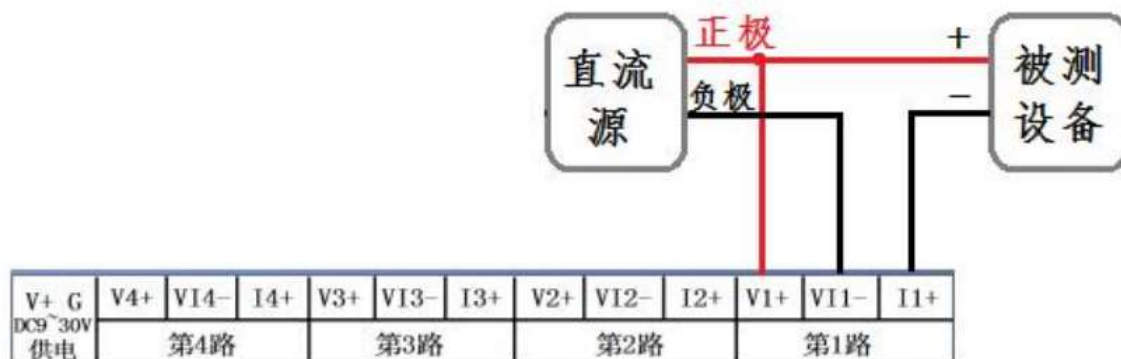 正极
+
被测
设备
直流
源
负极
-
V+ G
DC9~30V
供电
V4+ VI4- I4+ V3+ VI3- I3+ V2+ VI2- I2+ V1+ VI1- I1+
第4路 第3路 第2路 第1路